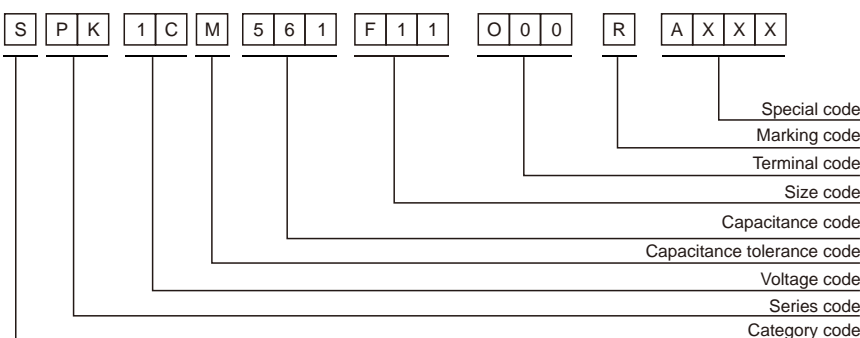 S P K 1 C M 5 6 1 F 1 1 O 0 0 R A X X X
Special code
Marking code
Terminal code
Size code
Capacitance code
Capacitance tolerance code
Voltage code
Series code
Category code